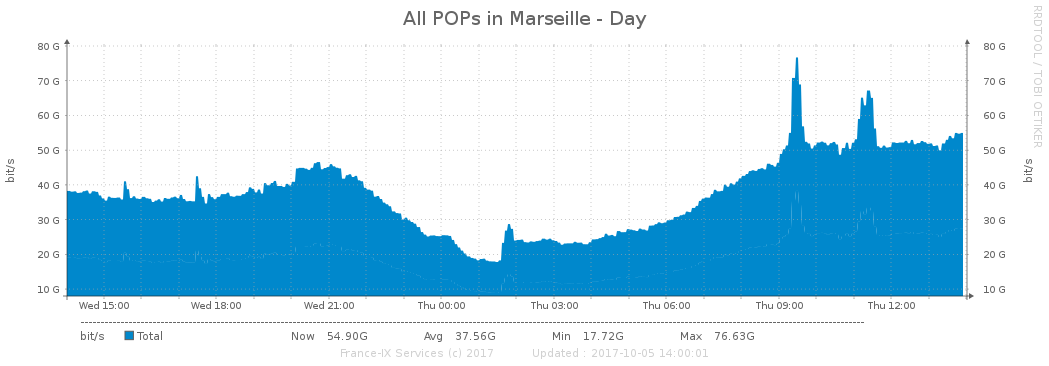 All POPs in Marseille - Day
RRDTOOL / TOBI OETIKER
80 G 80 G
70 G 70 G
60 G 60 G
50 G 50 G
40 G 40 G
30 G 30 G
20 G 20 G
10 G 10 G
bit/s
bit/s
Wed 15:00 Wed 18:00 Wed 21:00 Thu 00:00 Thu 03:00 Thu 06:00 Thu 09:00 Thu 12:00
bit/s Total Now 54.90G Avg 37.56G Min 17.72G Max 76.63G
France-IX Services (c) 2017 Updated : 2017-10-05 14:00:01